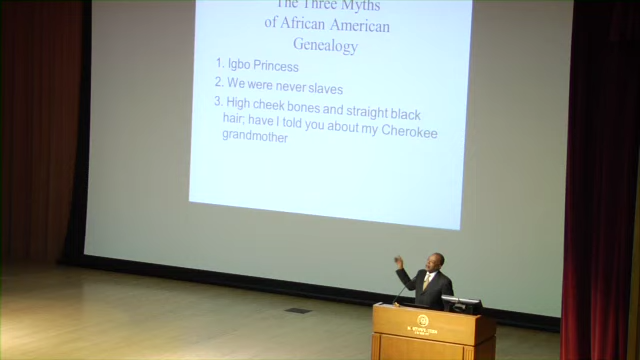 The Three Myths
of African American
Genealogy
1. Igbo Princess
2. We were never slaves
3. High cheek bones and straight black
hair; have I told you about my Cherokee
grandmother